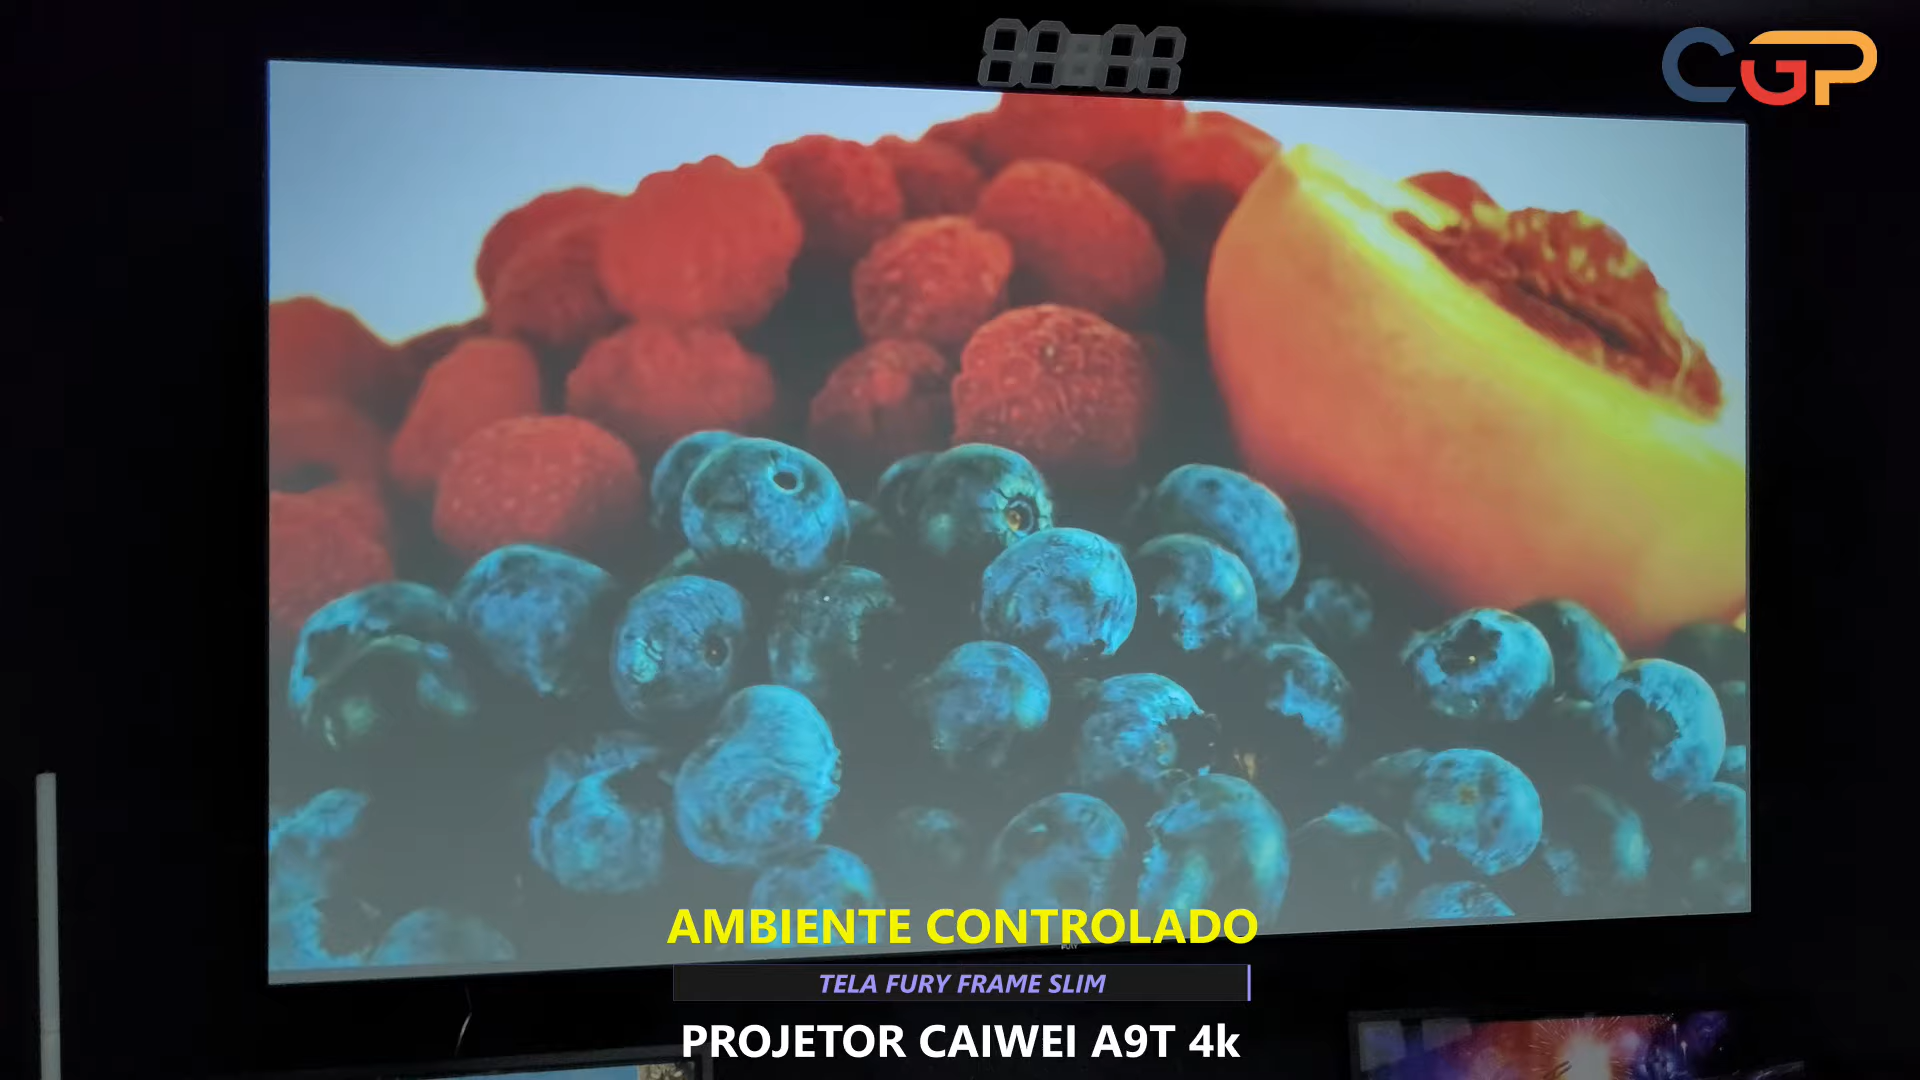 CGP
AMBIENTE CONTROLADO
TELA FURY FRAME SLIM
PROJETOR CAIWEI A9T 4k